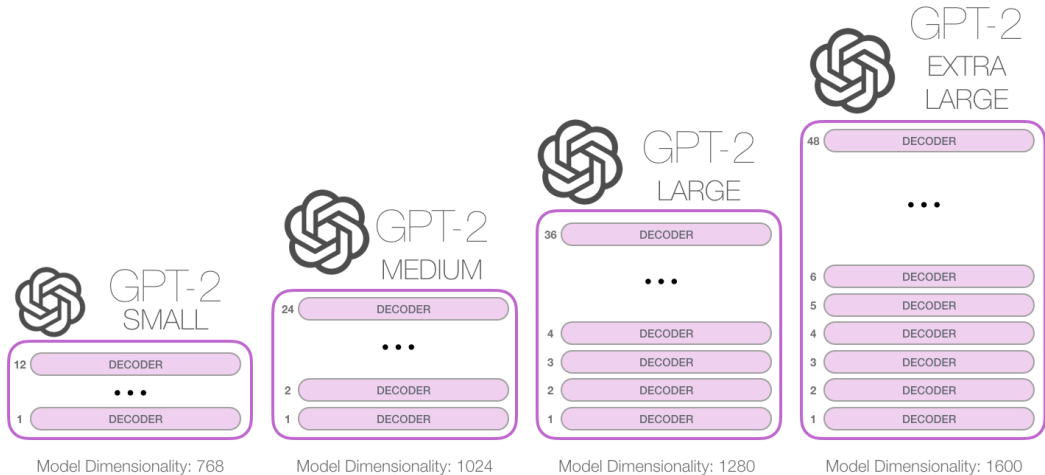 GPT-2
SMALL
12 DECODER
•••
1 DECODER
Model Dimensionality: 768
GPT-2
MEDIUM
24 DECODER
•••
2 DECODER
1 DECODER
Model Dimensionality: 1024
GPT-2
LARGE
36 DECODER
•••
4 DECODER
3 DECODER
2 DECODER
1 DECODER
Model Dimensionality: 1280
GPT-2
EXTRA
LARGE
48 DECODER
•••
6 DECODER
5 DECODER
4 DECODER
3 DECODER
2 DECODER
1 DECODER
Model Dimensionality: 1600